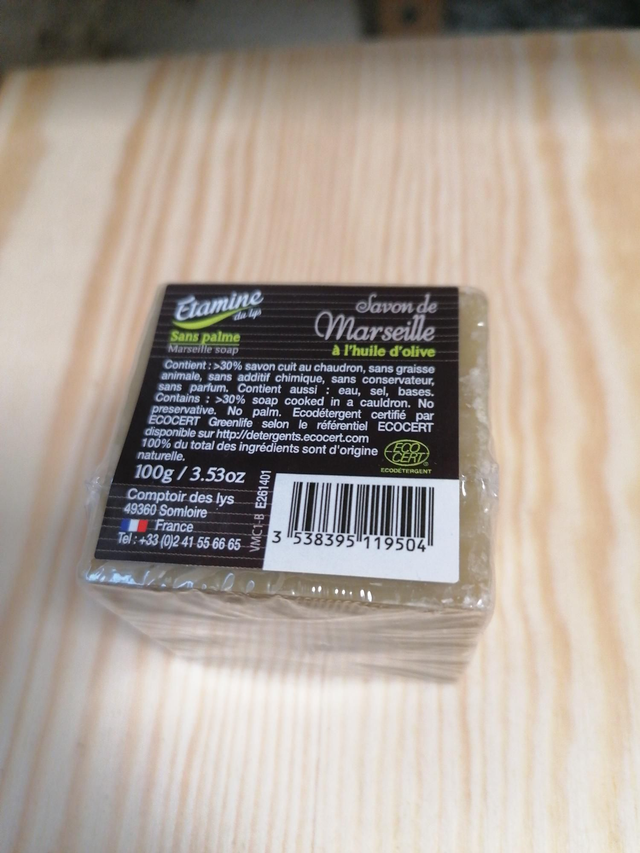 Etamine
du lys
Sans palme
Marseille soap
Savon de
Marseille
à l'huile d'olive
Contient : >30% savon cuit au chaudron, sans graisse
animale, sans additif chimique, sans conservateur,
sans parfum. Contient aussi : eau, sel, bases.
Contains : >30% soap cooked in a cauldron. No
preservative. No palm. Ecodétergent certifié par
ECOCERT Greenlife selon le référentiel ECOCERT
disponible sur http://detergents.ecocert.com
100% du total des ingrédients sont d'origine
naturelle.
ECO
CERT
ECODÉTERGENT
100g / 3.53oz
Comptoir des lys
49360 Somloire
France
Tel : +33 (0)2 41 55 66 65
VMC1-B E261401
3 538395 119504